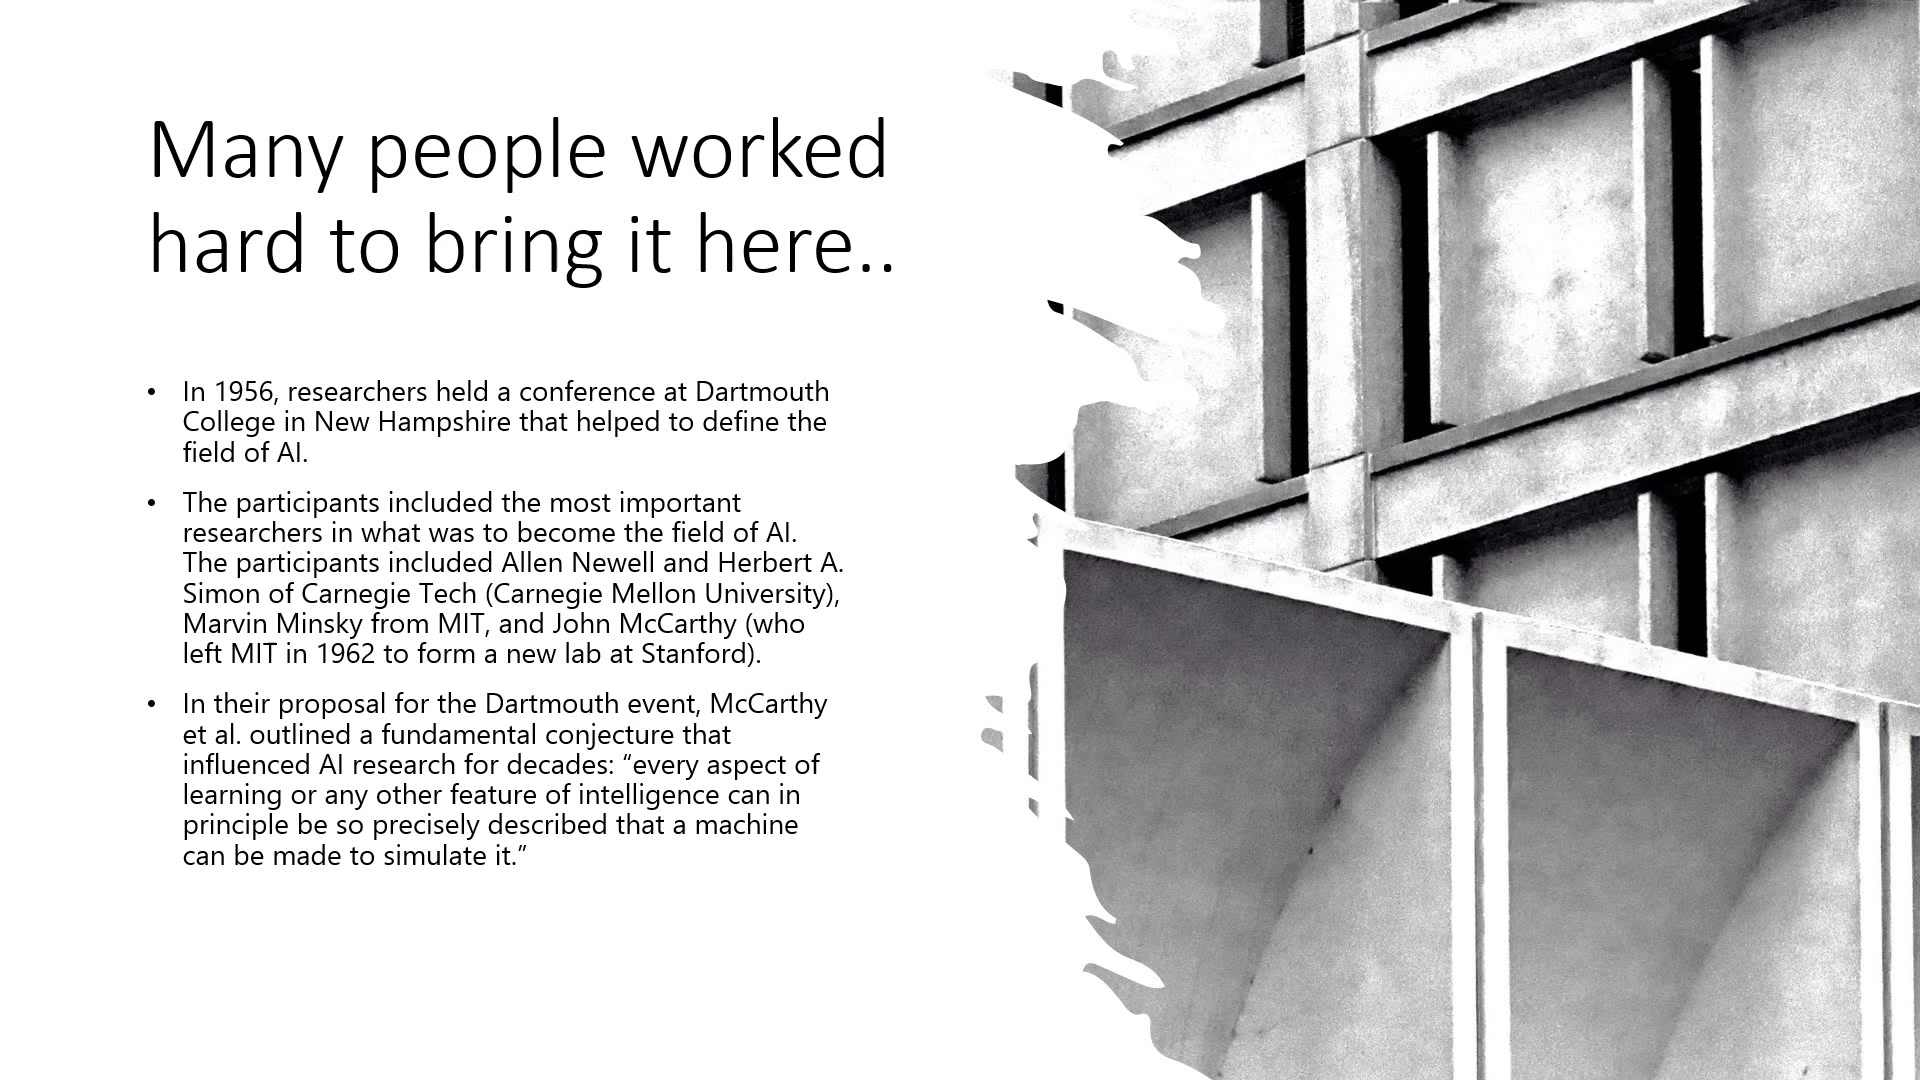 Many people worked
hard to bring it here..
• In 1956, researchers held a conference at Dartmouth
College in New Hampshire that helped to define the
field of AI.
• The participants included the most important
researchers in what was to become the field of AI.
The participants included Allen Newell and Herbert A.
Simon of Carnegie Tech (Carnegie Mellon University),
Marvin Minsky from MIT, and John McCarthy (who
left MIT in 1962 to form a new lab at Stanford).
• In their proposal for the Dartmouth event, McCarthy
et al. outlined a fundamental conjecture that
influenced AI research for decades: “every aspect of
learning or any other feature of intelligence can in
principle be so precisely described that a machine
can be made to simulate it.”